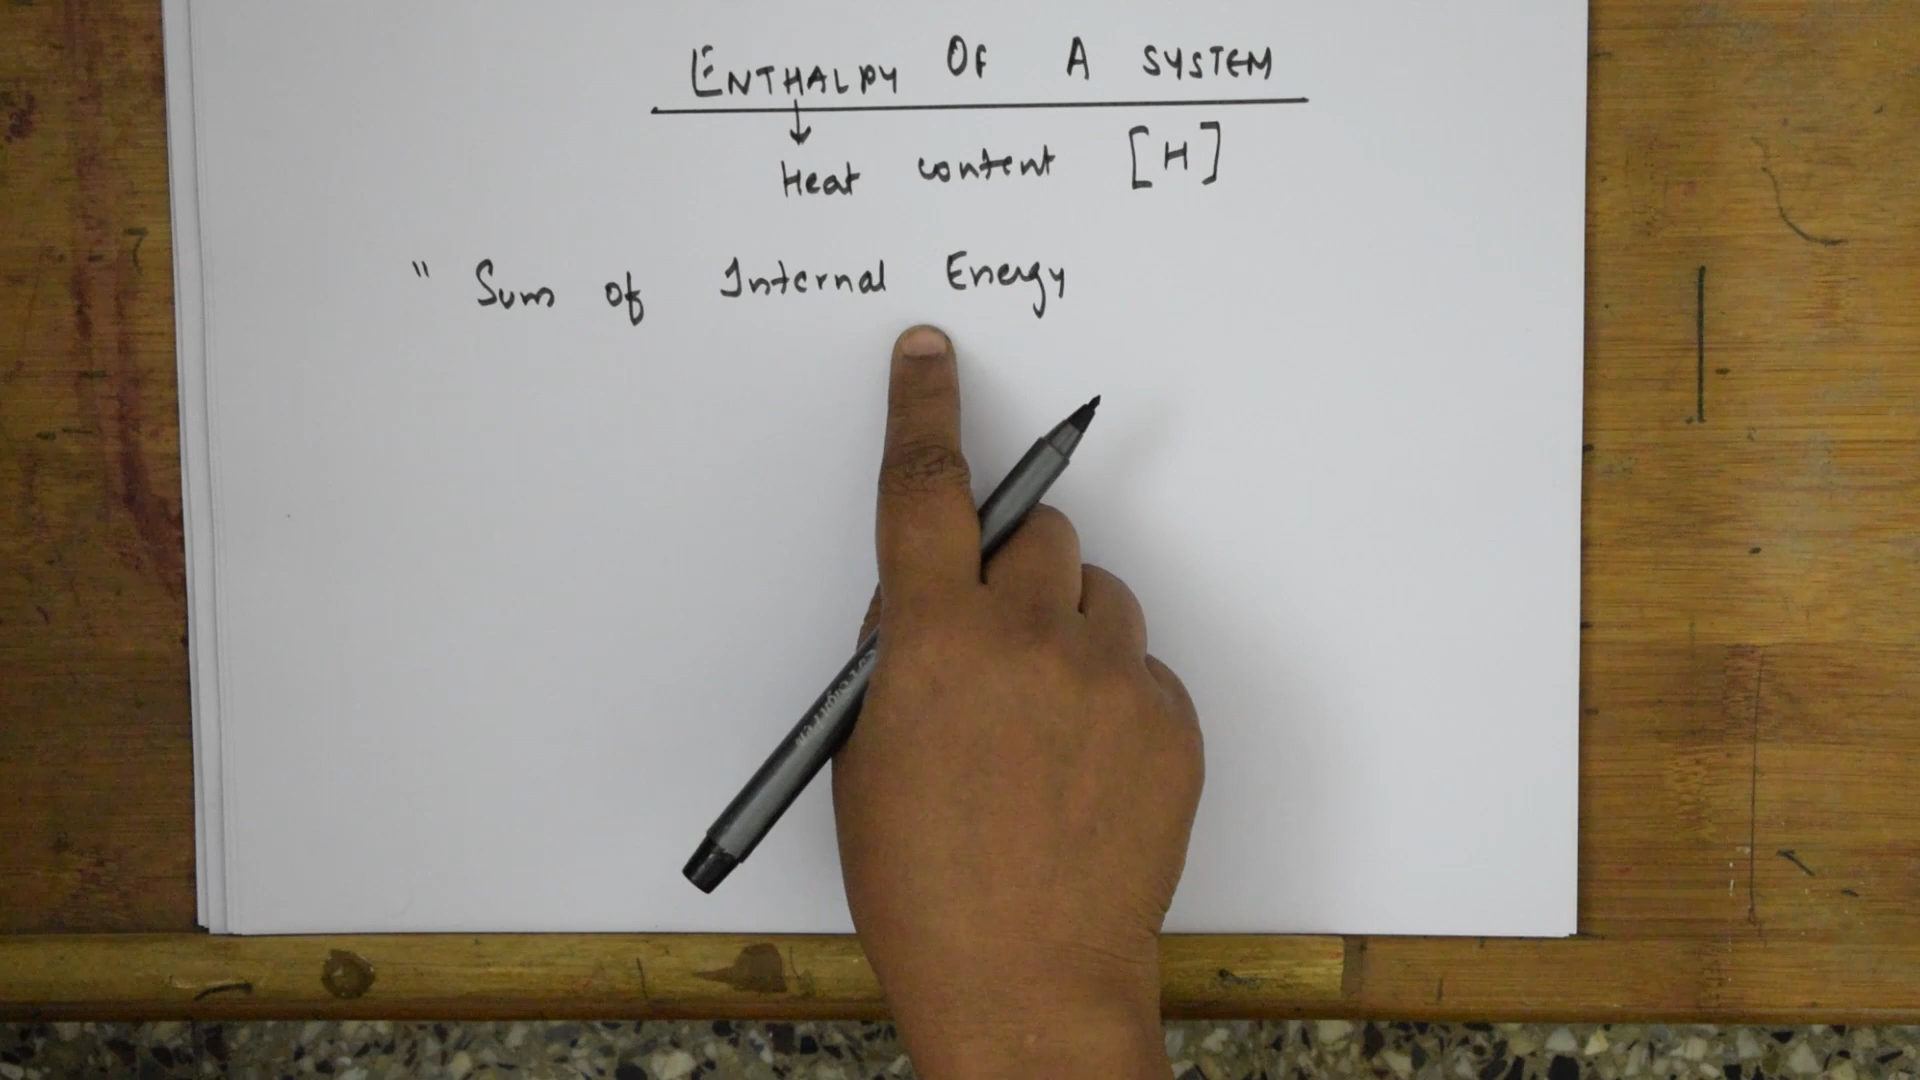 ENTHALPY OF A SYSTEM
Heat content [H]
" Sum of Internal Energy